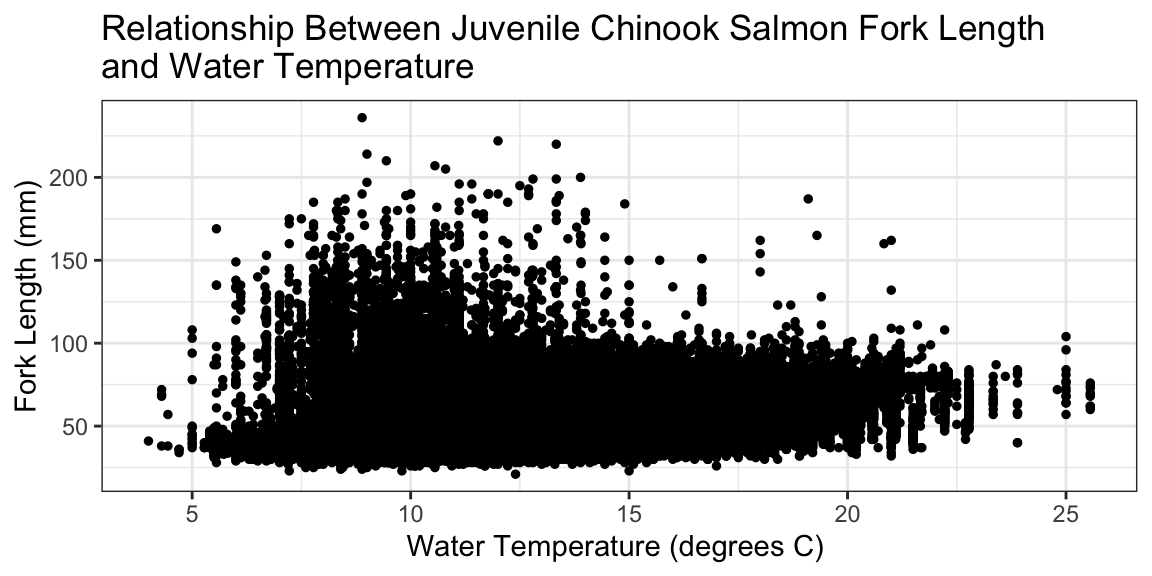 Relationship Between Juvenile Chinook Salmon Fork Length
and Water Temperature
Fork Length (mm)
200
150
100
50
5
10
15
20
25
Water Temperature (degrees C)